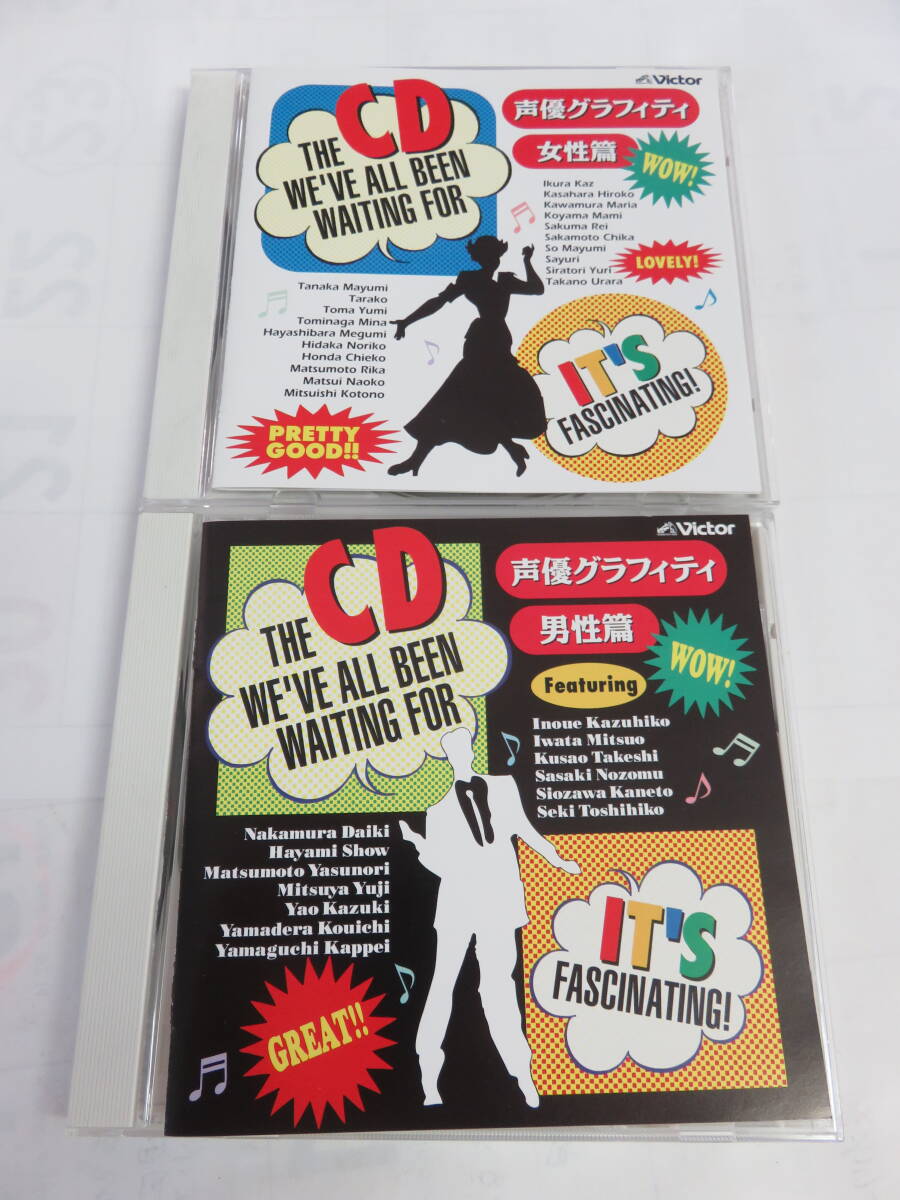 Victor
THE CD
WE'VE ALL BEEN
WAITING FOR
声優グラフィティ
女性篇
WOW!
Ikura Kaz
Kasahara Hiroko
Kawamura Maria
Koyama Mami
Sakuma Rei
Sakamoto Chika
So Mayumi
Sayuri
Siratori Yuri
Takano Urara
LOVELY!
Tanaka Mayumi
Tarako
Toma Yumi
Tominaga Mina
Hayashibara Megumi
Hidaka Noriko
Honda Chieko
Matsumoto Rika
Matsui Naoko
Mitsuishi Kotono
IT'S
FASCINATING!
PRETTY
GOOD!!
Victor
THE CD
WE'VE ALL BEEN
WAITING FOR
声優グラフィティ
男性篇
WOW!
Featuring
Inoue Kazuhiko
Iwata Mitsuo
Kusao Takeshi
Sasaki Nozomu
Siozawa Kaneto
Seki Toshihiko
Nakamura Daiki
Hayami Show
Matsumoto Yasunori
Mitsuya Yuji
Yao Kazuki
Yamadera Kouichi
Yamaguchi Kappei
IT'S
FASCINATING!
GREAT!!